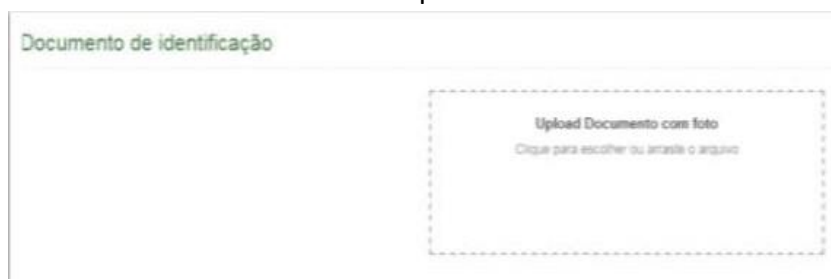 Documento de identificação
Upload Documento com foto
Clique para escolher ou arraste o arquivo